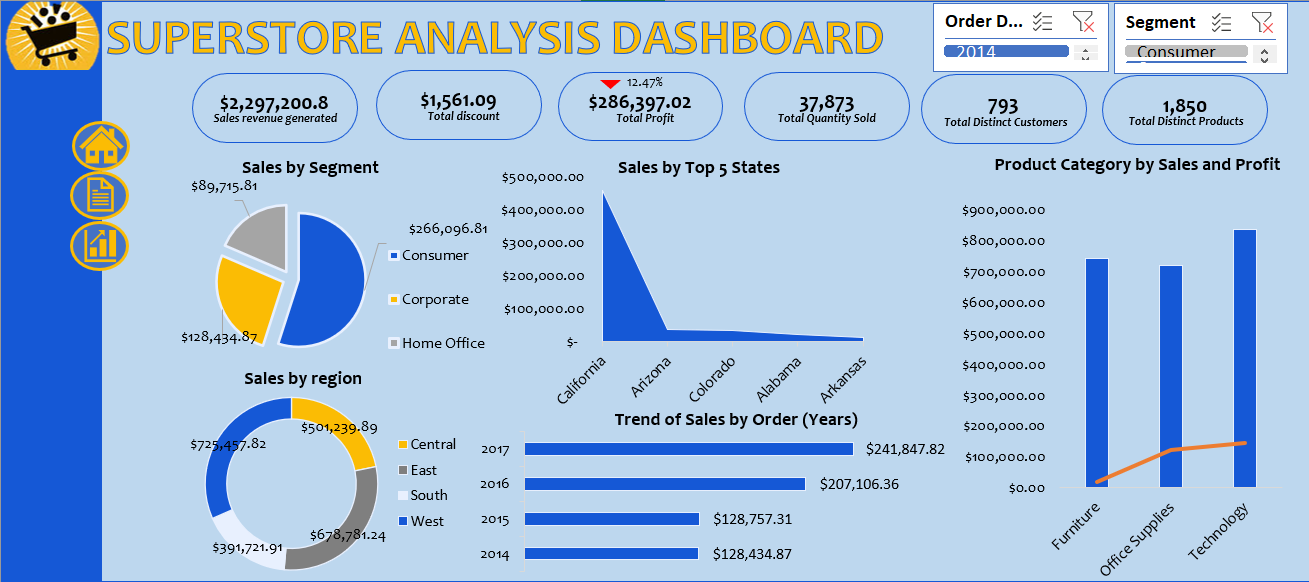 SUPERSTORE ANALYSIS DASHBOARD
Order D...
2014
Segment
Consumer
$2,297,200.8
Sales revenue generated
$1,561.09
Total discount
12.47%
$286,397.02
Total Profit
37,873
Total Quantity Sold
793
Total Distinct Customers
1,850
Total Distinct Products
Sales by Segment
$89,715.81
$266,096.81
$128,434.87
Consumer
Corporate
Home Office
Sales by Top 5 States
$500,000.00
$400,000.00
$300,000.00
$200,000.00
$100,000.00
$-
California
Arizona
Colorado
Alabama
Arkansas
Product Category by Sales and Profit
$900,000.00
$800,000.00
$700,000.00
$600,000.00
$500,000.00
$400,000.00
$300,000.00
$200,000.00
$100,000.00
$0.00
Furniture
Office Supplies
Technology
Sales by region
$501,239.89
$725,457.82
$678,781.24
$391,721.91
Central
East
South
West
Trend of Sales by Order (Years)
2017 $241,847.82
2016 $207,106.36
2015 $128,757.31
2014 $128,434.87